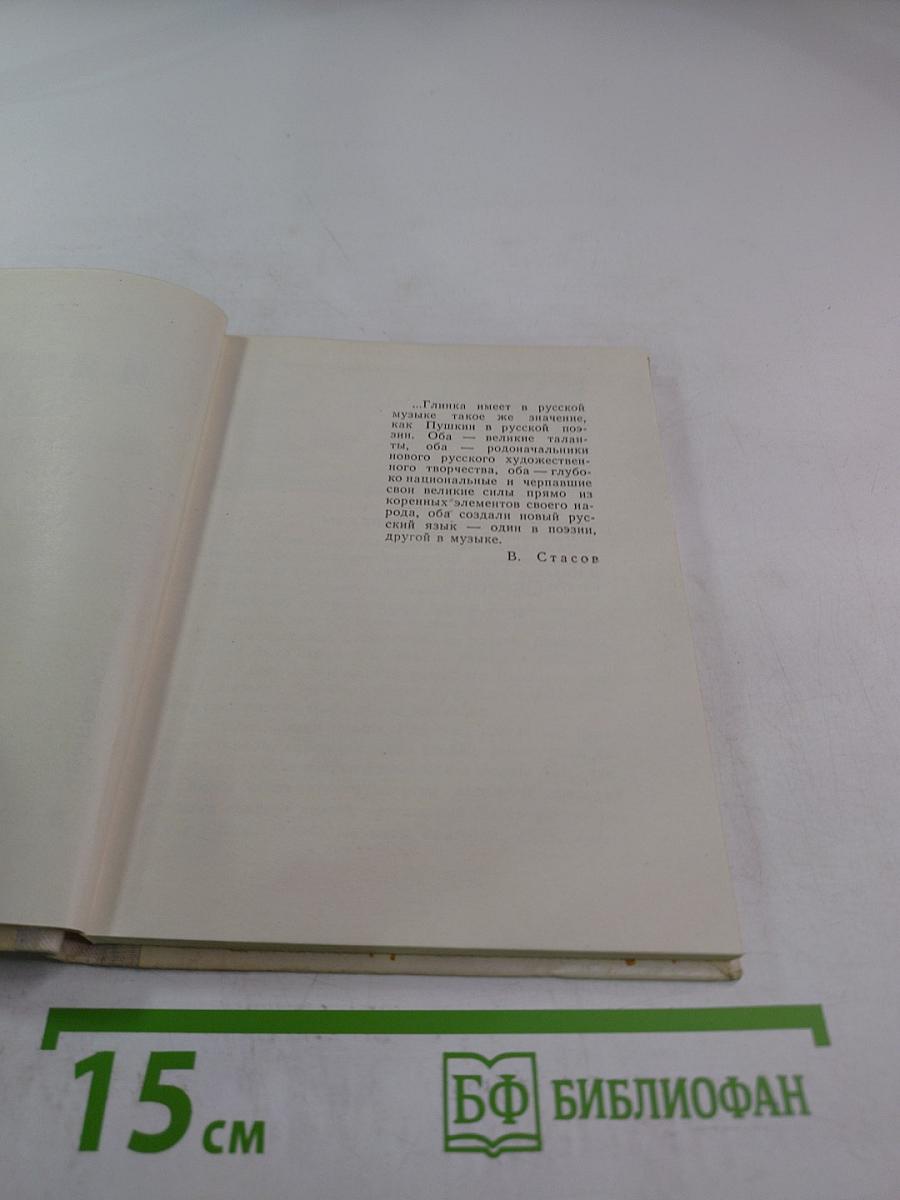 ...Глинка имеет в русской
музыке такое же значение,
как Пушкин в русской поэ-
зии. Оба — великие талан-
ты, оба — родоначальники
нового русского художествен-
ного творчества, оба — глубо-
ко национальные и черпавшие
свои великие силы прямо из
коренных элементов своего на-
рода, оба создали новый рус-
ский язык — один в поэзии,
другой в музыке.
В. Стасов
15 см
БФ БИБЛИОФАН